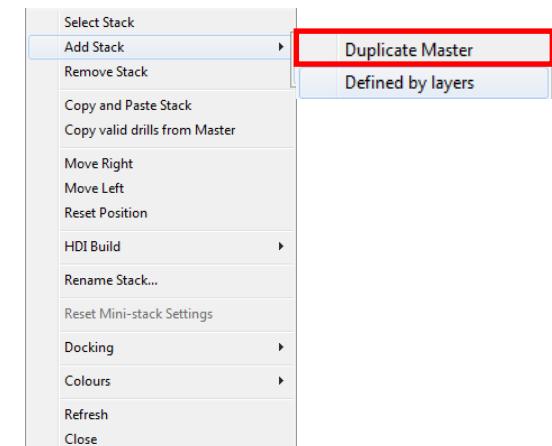 Select Stack
Add Stack
Remove Stack
Copy and Paste Stack
Copy valid drills from Master
Move Right
Move Left
Reset Position
HDI Build
Rename Stack...
Reset Mini-stack Settings
Docking
Colours
Refresh
Close
Duplicate Master
Defined by layers